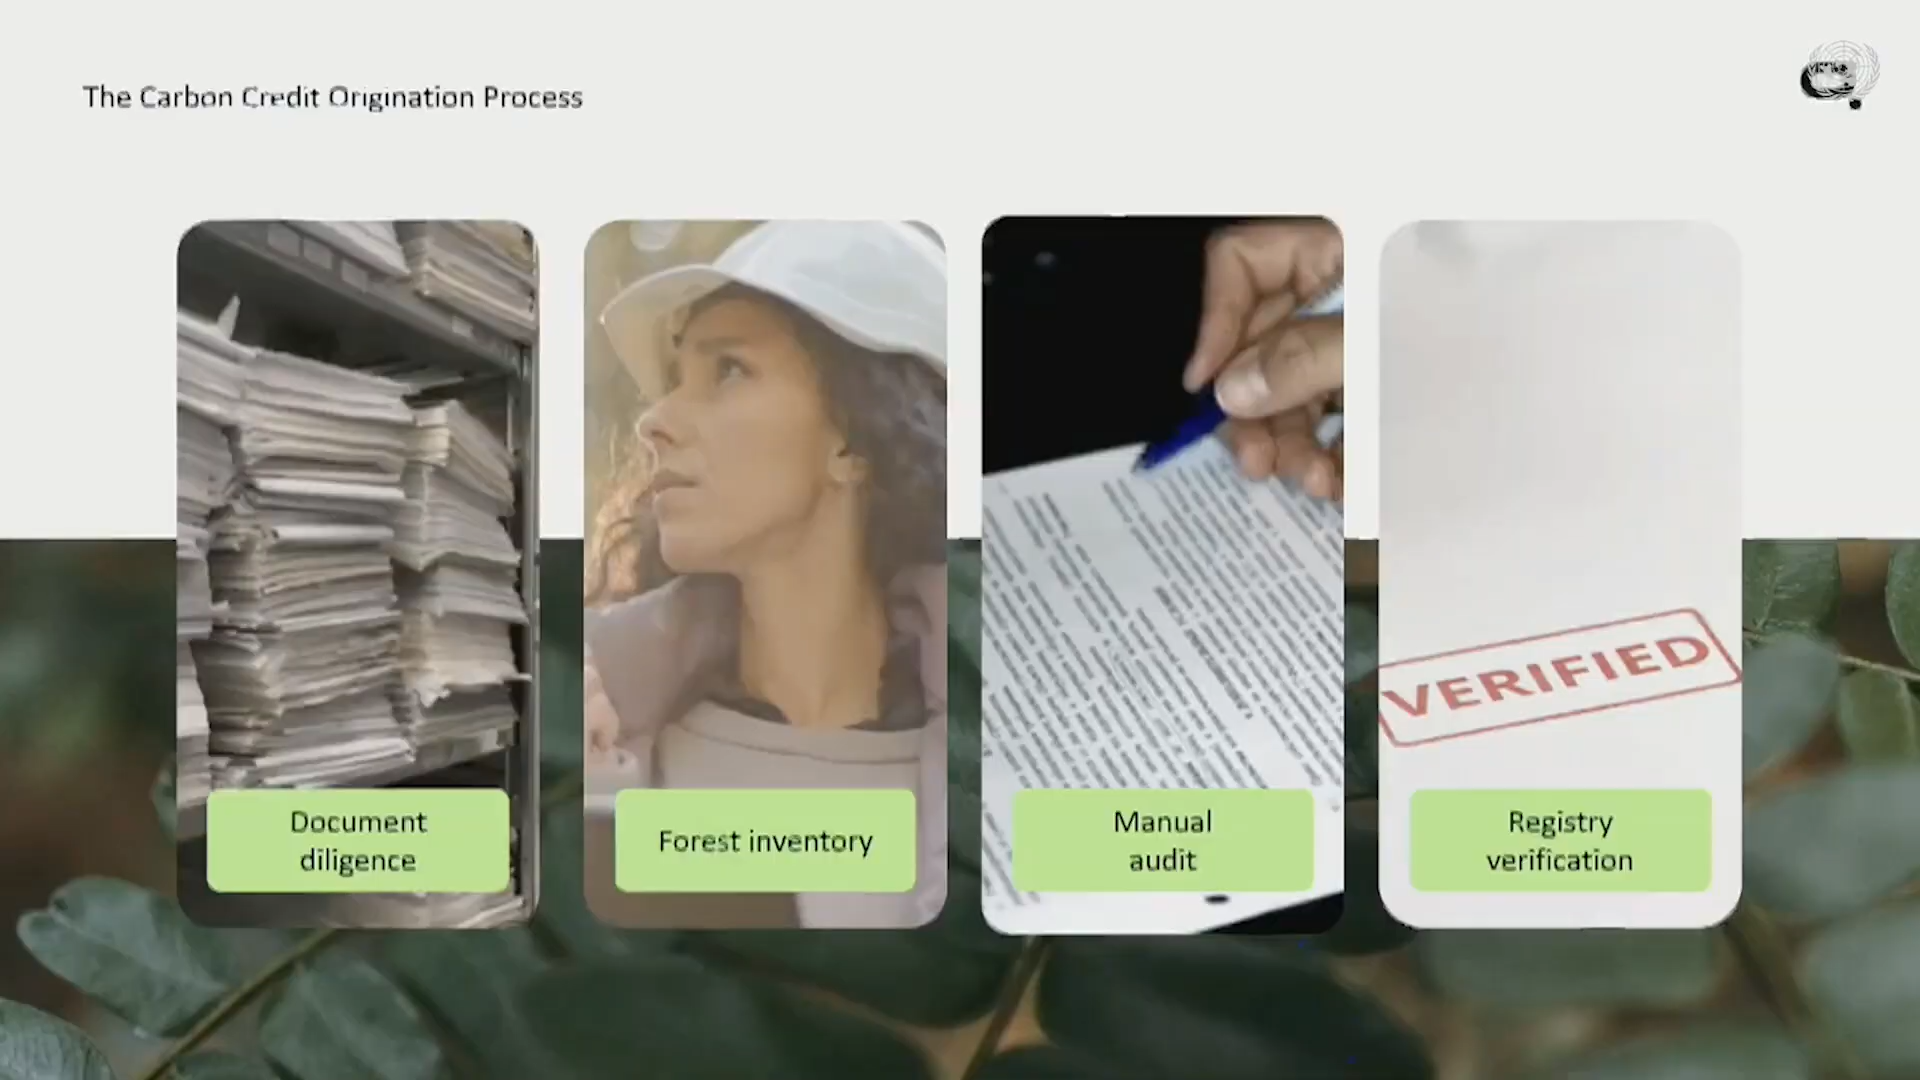 The Carbon Credit Origination Process
VERIFIED
Document
diligence
Forest inventory
Manual
audit
Registry
verification